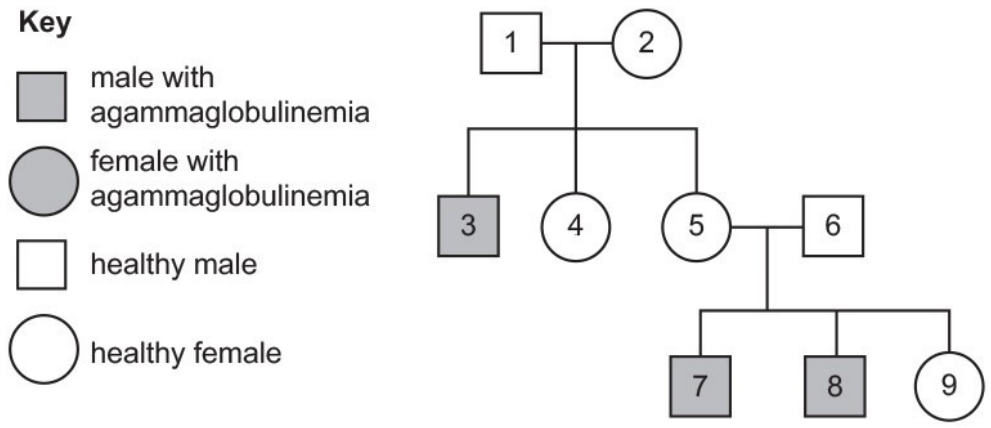 Key
male with
agammaglobulinemia
female with
agammaglobulinemia
healthy male
healthy female
1
2
3
4
5
6
7
8
9